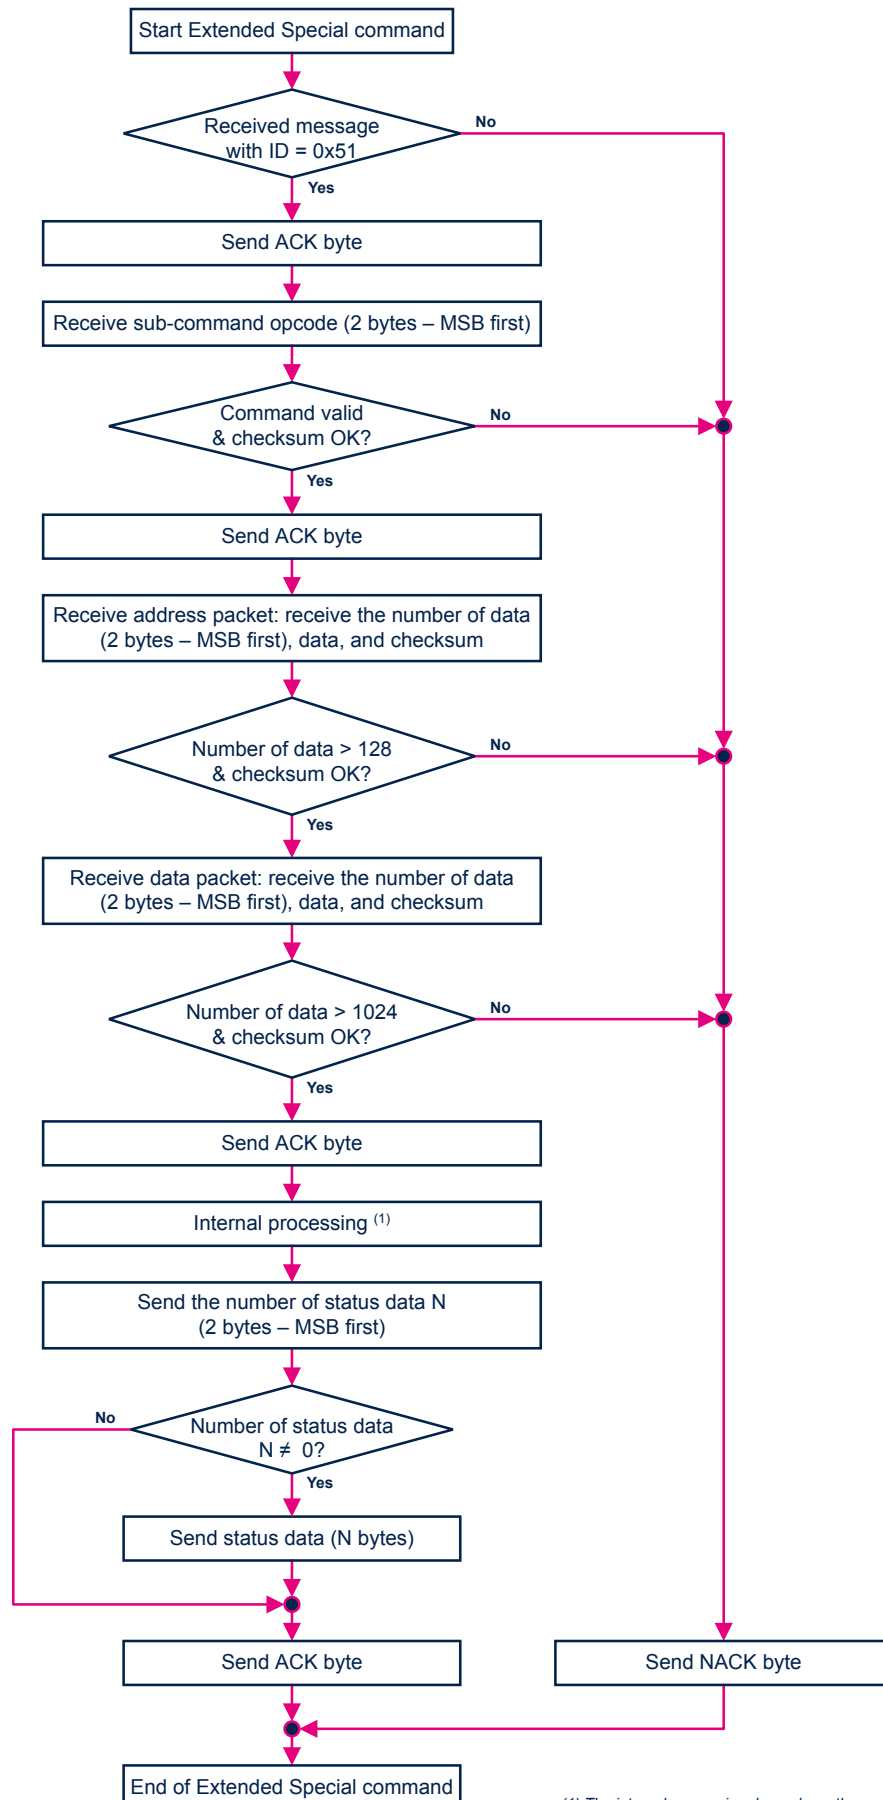 Start Extended Special command
Received message
with ID = 0x51
No
Yes
Send ACK byte
Receive sub-command opcode (2 bytes – MSB first)
Command valid
& checksum OK?
No
Yes
Send ACK byte
Receive address packet: receive the number of data
(2 bytes – MSB first), data, and checksum
Number of data > 128
& checksum OK?
No
Yes
Receive data packet: receive the number of data
(2 bytes – MSB first), data, and checksum
Number of data > 1024
& checksum OK?
No
Yes
Send ACK byte
Internal processing (1)
Send the number of status data N
(2 bytes – MSB first)
No
Number of status data
N ≠ 0?
Yes
Send status data (N bytes)
Send ACK byte
Send NACK byte
End of Extended Special command